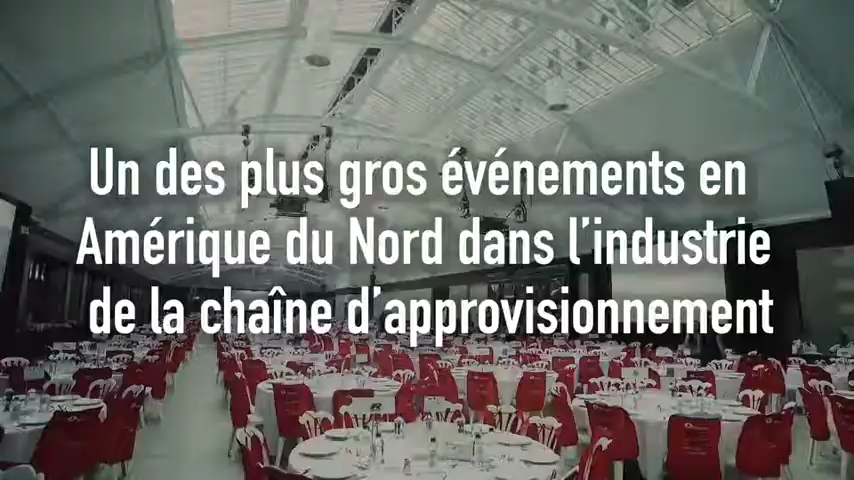 Un des plus gros événements en
Amérique du Nord dans l'industrie
de la chaîne d'approvisionnement